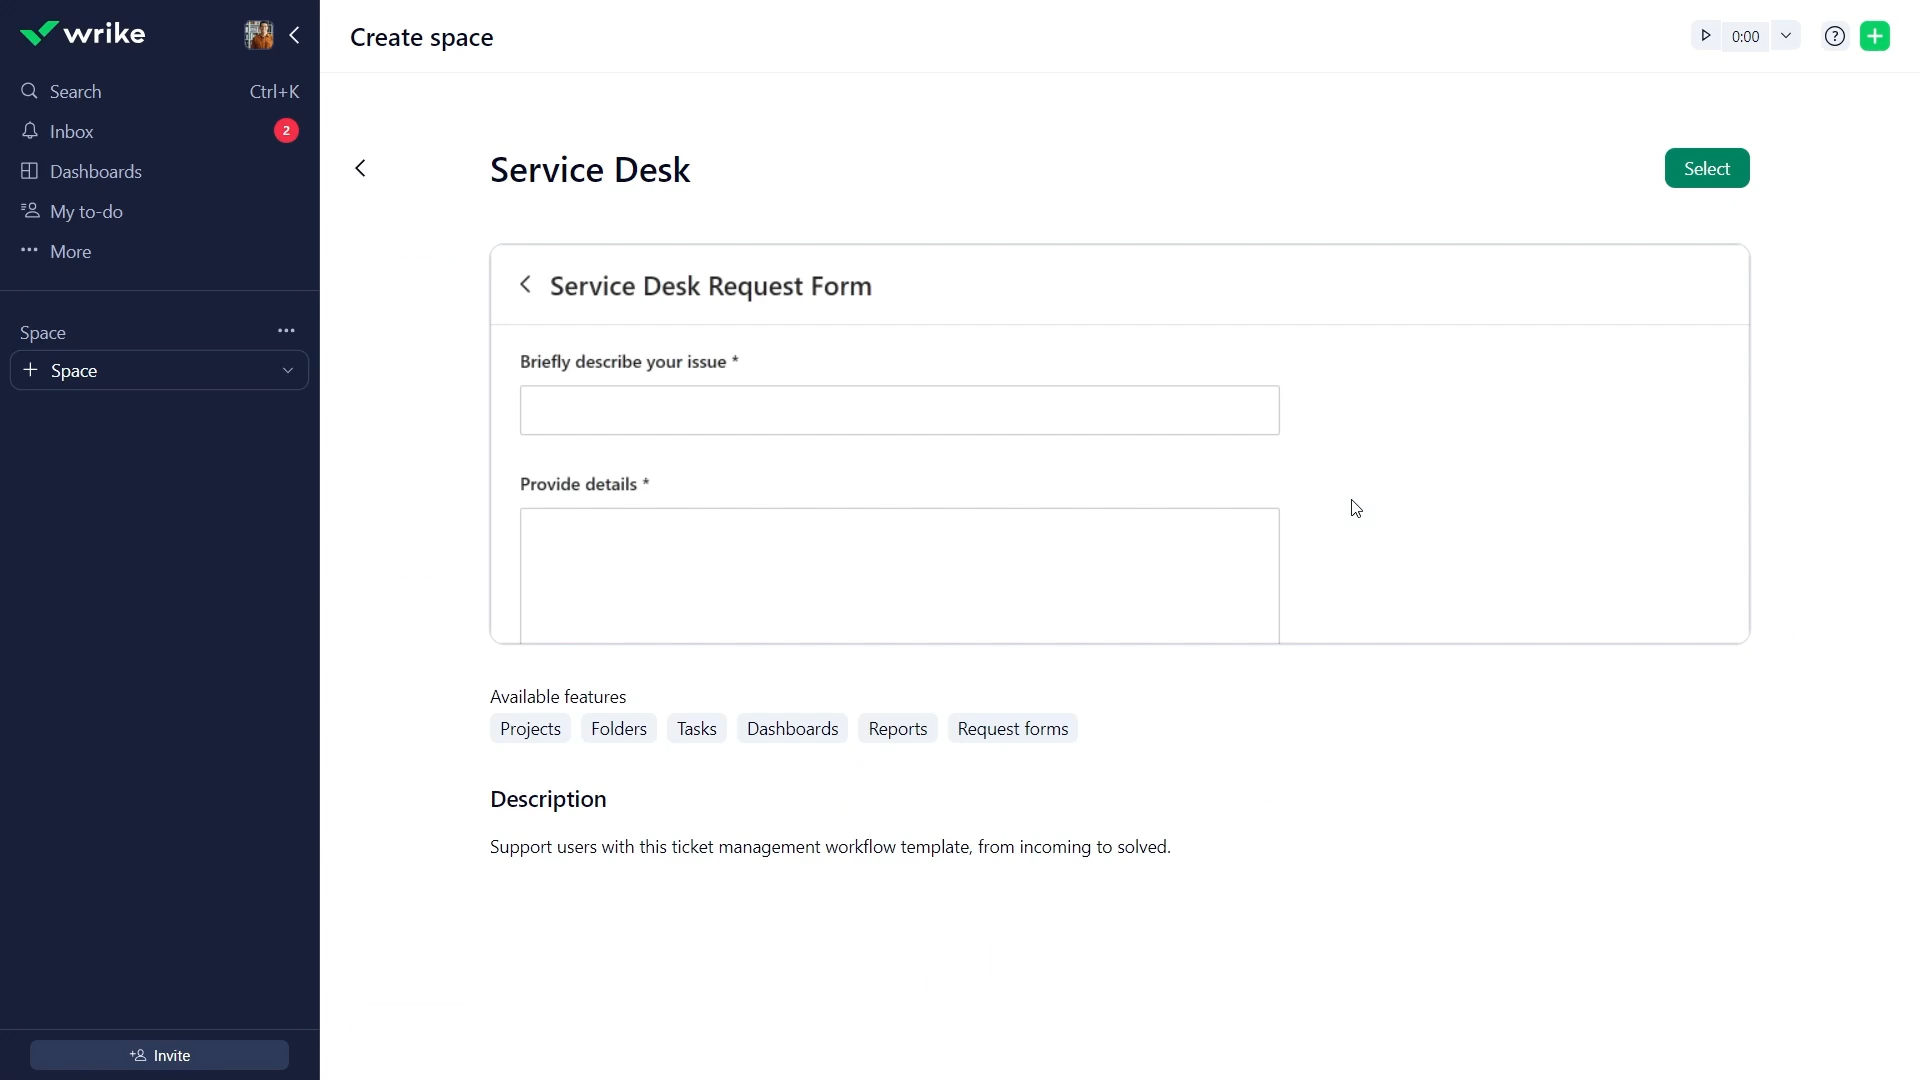 wrike
Search Ctrl+K
Inbox 2
Dashboards
My to-do
More
Space
Space
Invite
Create space
0:00
Service Desk
Select
Service Desk Request Form
Briefly describe your issue *
Provide details *
Available features
Projects Folders Tasks Dashboards Reports Request forms
Description
Support users with this ticket management workflow template, from incoming to solved.